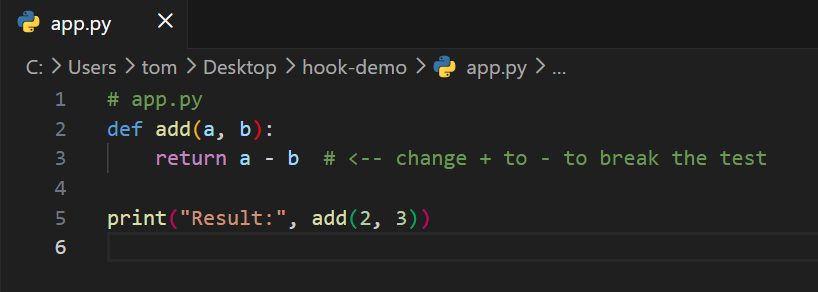 app.py ×
C: > Users > tom > Desktop > hook-demo > app.py > ...
1 # app.py
2 def add(a, b):
3     return a - b  # <-- change + to - to break the test
4
5 print("Result:", add(2, 3))
6